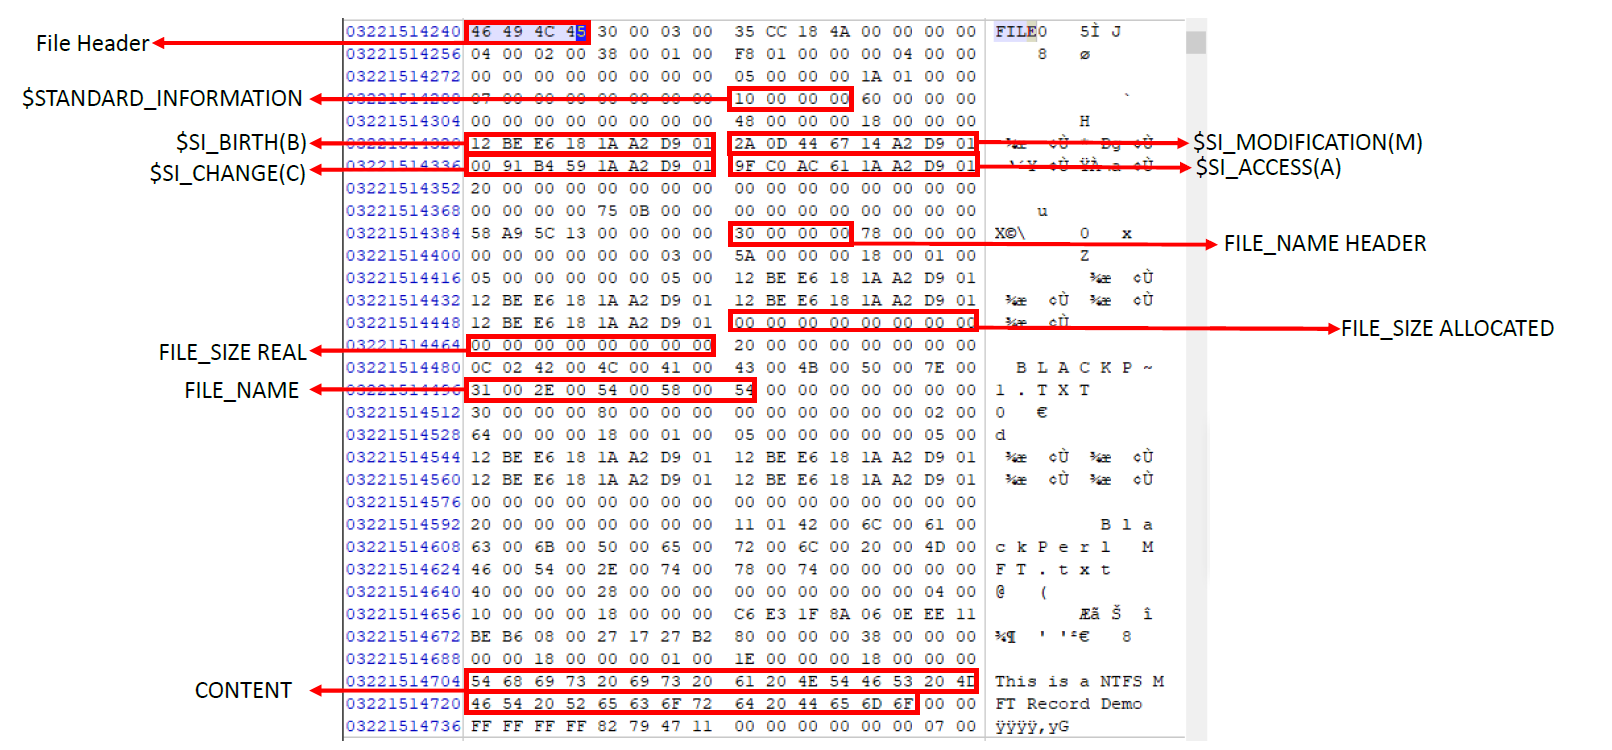 File Header
$STANDARD_INFORMATION
$SI_BIRTH(B)
$SI_CHANGE(C)
FILE_SIZE REAL
FILE_NAME
CONTENT
03221514240 46 49 4C 45 30 00 03 00 35 CC 18 4A 00 00 00 00 FILE0 5Ì J
03221514256 04 00 02 00 38 00 01 00 F8 01 00 00 00 04 00 00 8 ø
03221514272 00 00 00 00 00 00 00 00 05 00 00 00 1A 01 00 00
03221514288 07 00 00 00 00 00 00 00 10 00 00 00 60 00 00 00 `
03221514304 00 00 00 00 00 00 00 00 48 00 00 00 18 00 00 00 H
03221514320 12 BE E6 18 1A A2 D9 01 2A 0D 44 67 14 A2 D9 01
03221514336 00 91 B4 59 1A A2 D9 01 9F C0 AC 61 1A A2 D9 01
03221514352 20 00 00 00 00 00 00 00 00 00 00 00 00 00 00 00
03221514368 00 00 00 00 75 0B 00 00 00 00 00 00 00 00 00 00 u
03221514384 58 A9 5C 13 00 00 00 00 30 00 00 00 78 00 00 00 X©\ 0 x
03221514400 00 00 00 00 00 00 03 00 5A 00 00 00 18 00 01 00 Z
03221514416 05 00 00 00 00 00 05 00 12 BE E6 18 1A A2 D9 01 ¾æ ¢Ù
03221514432 12 BE E6 18 1A A2 D9 01 12 BE E6 18 1A A2 D9 01 ¾æ ¢Ù ¾æ ¢Ù
03221514448 12 BE E6 18 1A A2 D9 01 00 00 00 00 00 00 00 00 ¾æ ¢Ù
03221514464 00 00 00 00 00 00 00 00 20 00 00 00 00 00 00 00
03221514480 0C 02 42 00 4C 00 41 00 43 00 4B 00 50 00 7E 00 B L A C K P ~
03221514496 31 00 2E 00 54 00 58 00 54 00 00 00 00 00 00 00 1 . T X T
03221514512 30 00 00 00 80 00 00 00 00 00 00 00 00 00 02 00 0 €
03221514528 64 00 00 00 18 00 01 00 05 00 00 00 00 00 05 00 d
03221514544 12 BE E6 18 1A A2 D9 01 12 BE E6 18 1A A2 D9 01 ¾æ ¢Ù ¾æ ¢Ù
03221514560 12 BE E6 18 1A A2 D9 01 12 BE E6 18 1A A2 D9 01 ¾æ ¢Ù ¾æ ¢Ù
03221514576 00 00 00 00 00 00 00 00 00 00 00 00 00 00 00 00
03221514592 20 00 00 00 00 00 00 00 11 01 42 00 6C 00 61 00 B l a
03221514608 63 00 6B 00 50 00 65 00 72 00 6C 00 20 00 4D 00 c k P e r l M
03221514624 46 00 54 00 2E 00 74 00 78 00 74 00 00 00 00 00 F T . t x t
03221514640 40 00 00 00 28 00 00 00 00 00 00 00 00 00 04 00 @ (
03221514656 10 00 00 00 18 00 00 00 C6 E3 1F 8A 06 0E EE 11 Æã Š î
03221514672 BE B6 08 00 27 17 27 B2 80 00 00 00 38 00 00 00 ¾¶ ' '²€ 8
03221514688 00 00 18 00 00 00 01 00 1E 00 00 00 18 00 00 00
03221514704 54 68 69 73 20 69 73 20 61 20 4E 54 46 53 20 4D This is a NTFS M
03221514720 46 54 20 52 65 63 6F 72 64 20 44 65 6D 6F 00 00 FT Record Demo
03221514736 FF FF FF FF 82 79 47 11 00 00 00 00 00 00 07 00 ÿÿÿÿ‚yG
$SI_MODIFICATION(M)
$SI_ACCESS(A)
FILE_NAME HEADER
FILE_SIZE ALLOCATED